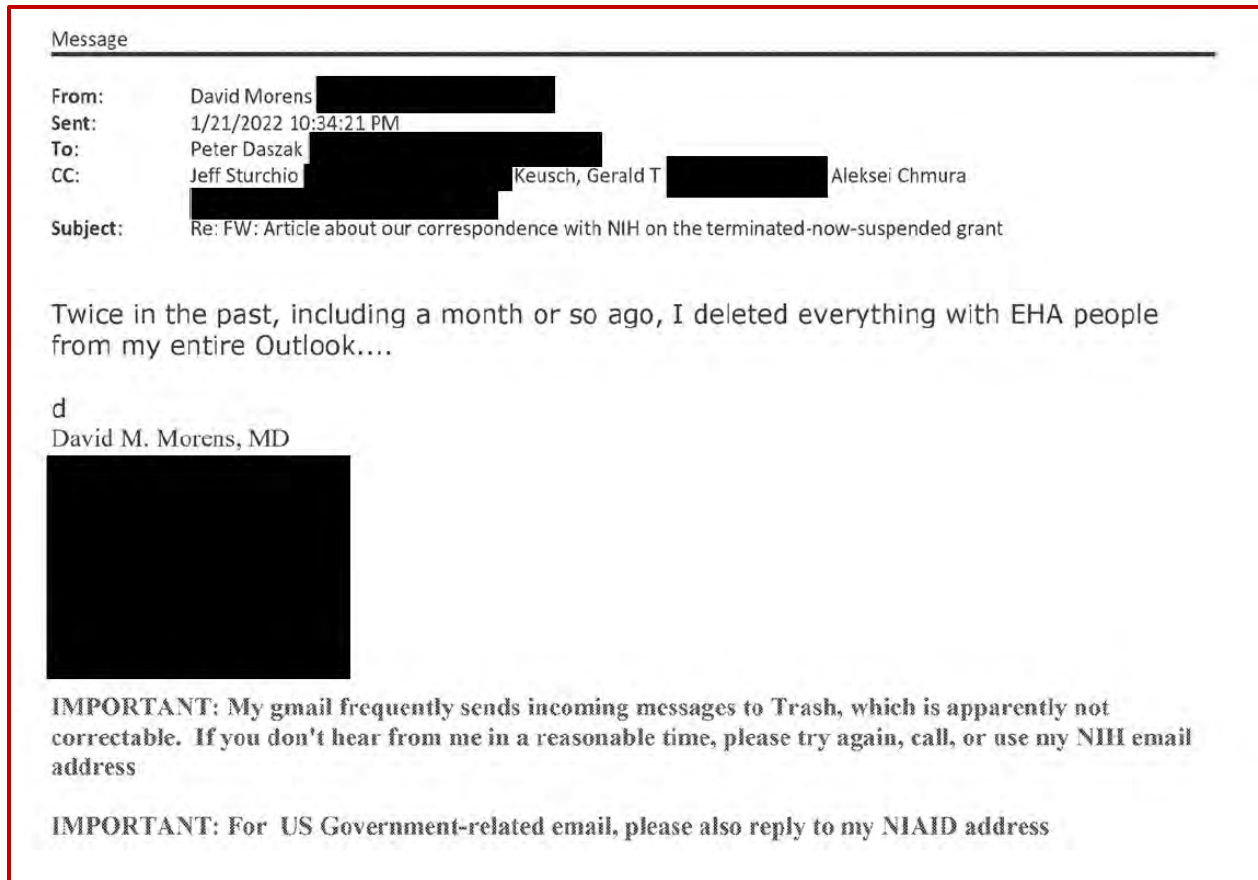 Message
From: David Morens
Sent: 1/21/2022 10:34:21 PM
To: Peter Daszak
CC: Jeff Sturchio Keusch, Gerald T Aleksei Chmura
Subject: Re: FW: Article about our correspondence with NIH on the terminated-now-suspended grant
Twice in the past, including a month or so ago, I deleted everything with EHA people
from my entire Outlook....
d
David M. Morens, MD
IMPORTANT: My gmail frequently sends incoming messages to Trash, which is apparently not
correctable. If you don't hear from me in a reasonable time, please try again, call, or use my NIH email
address
IMPORTANT: For US Government-related email, please also reply to my NIAID address